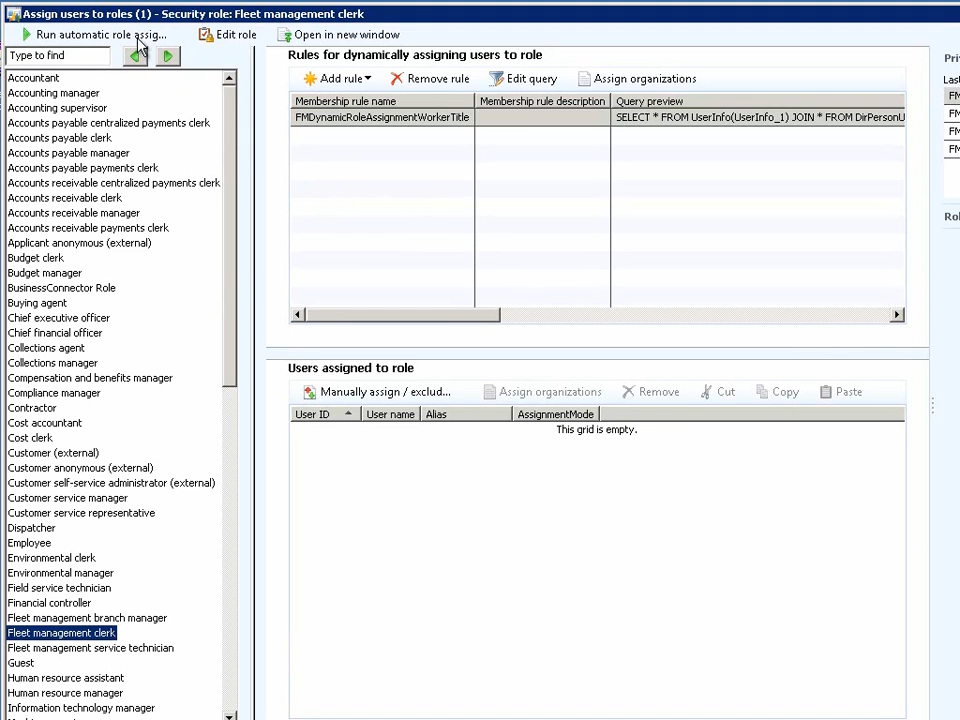 Assign users to roles (1) - Security role: Fleet management clerk
Run automatic role assig...
Edit role
Open in new window
Type to find
Accountant
Accounting manager
Accounting supervisor
Accounts payable centralized payments clerk
Accounts payable clerk
Accounts payable manager
Accounts payable payments clerk
Accounts receivable centralized payments clerk
Accounts receivable clerk
Accounts receivable manager
Accounts receivable payments clerk
Applicant anonymous (external)
Budget clerk
Budget manager
BusinessConnector Role
Buying agent
Chief executive officer
Chief financial officer
Collections agent
Collections manager
Compensation and benefits manager
Compliance manager
Contractor
Cost accountant
Cost clerk
Customer (external)
Customer anonymous (external)
Customer self-service administrator (external)
Customer service manager
Customer service representative
Dispatcher
Employee
Environmental clerk
Environmental manager
Field service technician
Financial controller
Fleet management branch manager
Fleet management clerk
Fleet management service technician
Guest
Human resource assistant
Human resource manager
Information technology manager
Rules for dynamically assigning users to role
Add rule
Remove rule
Edit query
Assign organizations
Membership rule name
Membership rule description
Query preview
FMDynamicRoleAssignmentWorkerTitle
SELECT * FROM UserInfo(UserInfo_1) JOIN * FROM DirPersonU
Users assigned to role
Manually assign / exclud...
Assign organizations
Remove
Cut
Copy
Paste
User ID
User name
Alias
AssignmentMode
This grid is empty.
Pri
Las
FM
FM
FM
FM
Rol